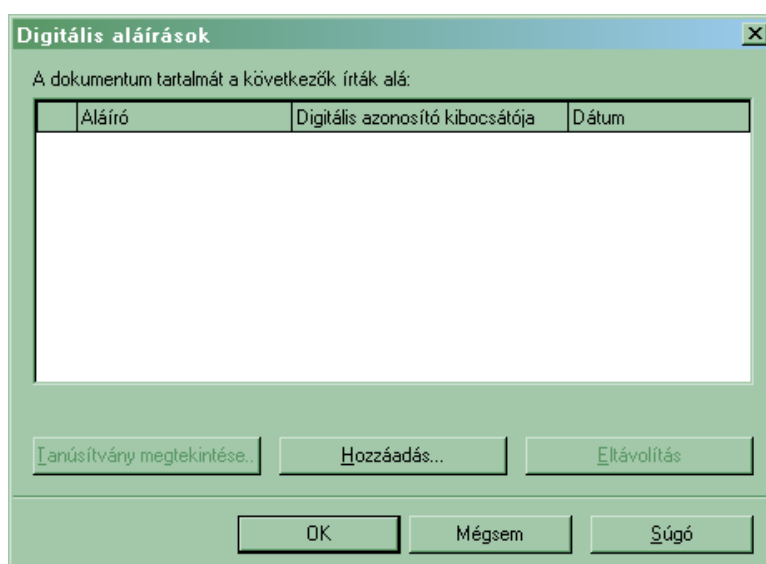 Digitális aláírások
A dokumentum tartalmát a következők írták alá:
Aláíró Digitális azonosító kibocsátója Dátum
Tanúsítvány megtekintése.. Hozzáadás... Eltávolítás
OK Mégsem Súgó